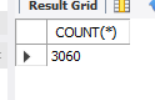 Result Grid
COUNT(*)
3060